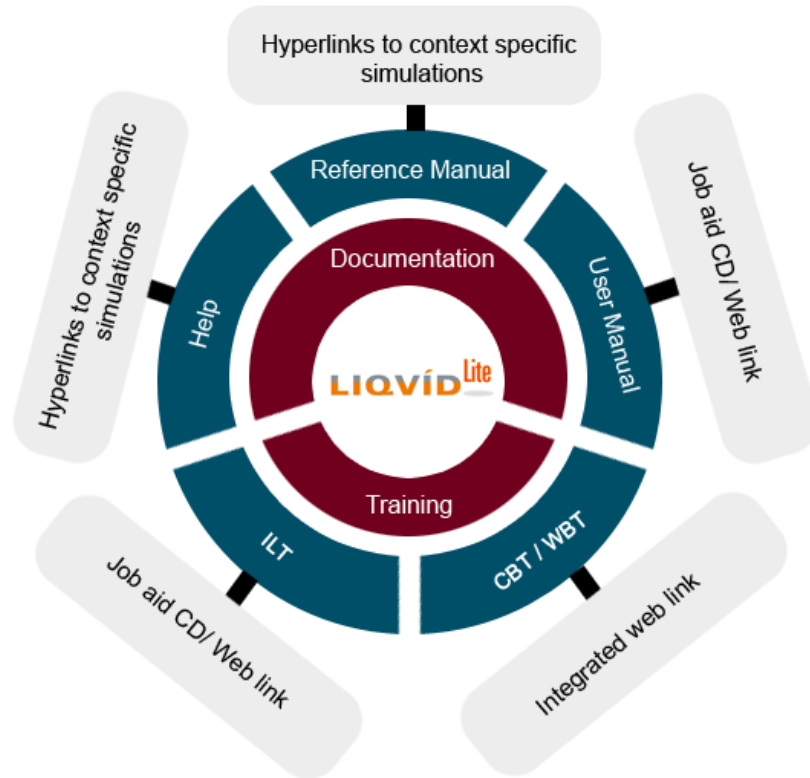 Hyperlinks to context specific
simulations
Reference Manual
Documentation
Hyperlinks to context specific
simulations
Help
User Manual
Job aid CD/ Web link
LIQVÍD Lite
Training
ILT
CBT / WBT
Job aid CD/ Web link
Integrated web link